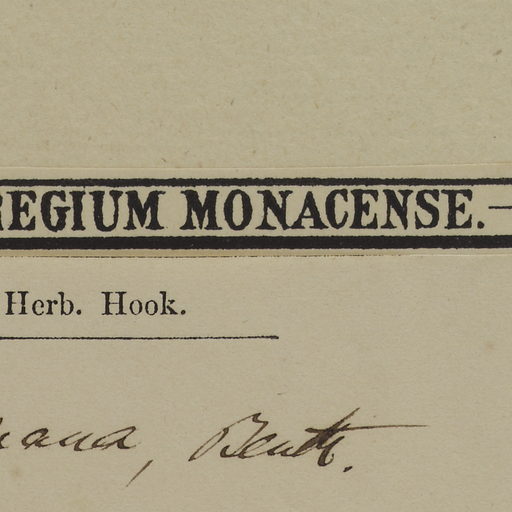 REGIUM MONACENSE.—
Herb. Hook.
Benth.